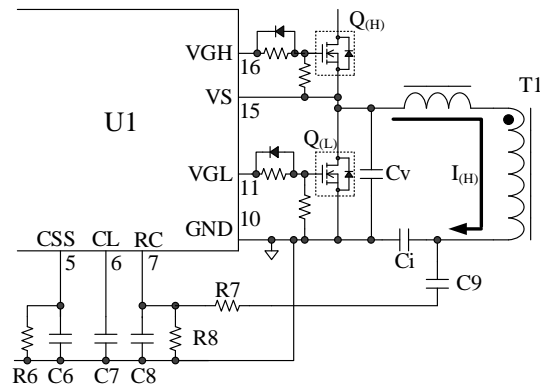 Q(H)
VGH
16
T1
VS
15
U1
Q(L)
I(H)
VGL
11
Cv
10
GND
CSS
CL
RC
5
6
7
Ci
C9
R7
R8
R6
C6
C7
C8